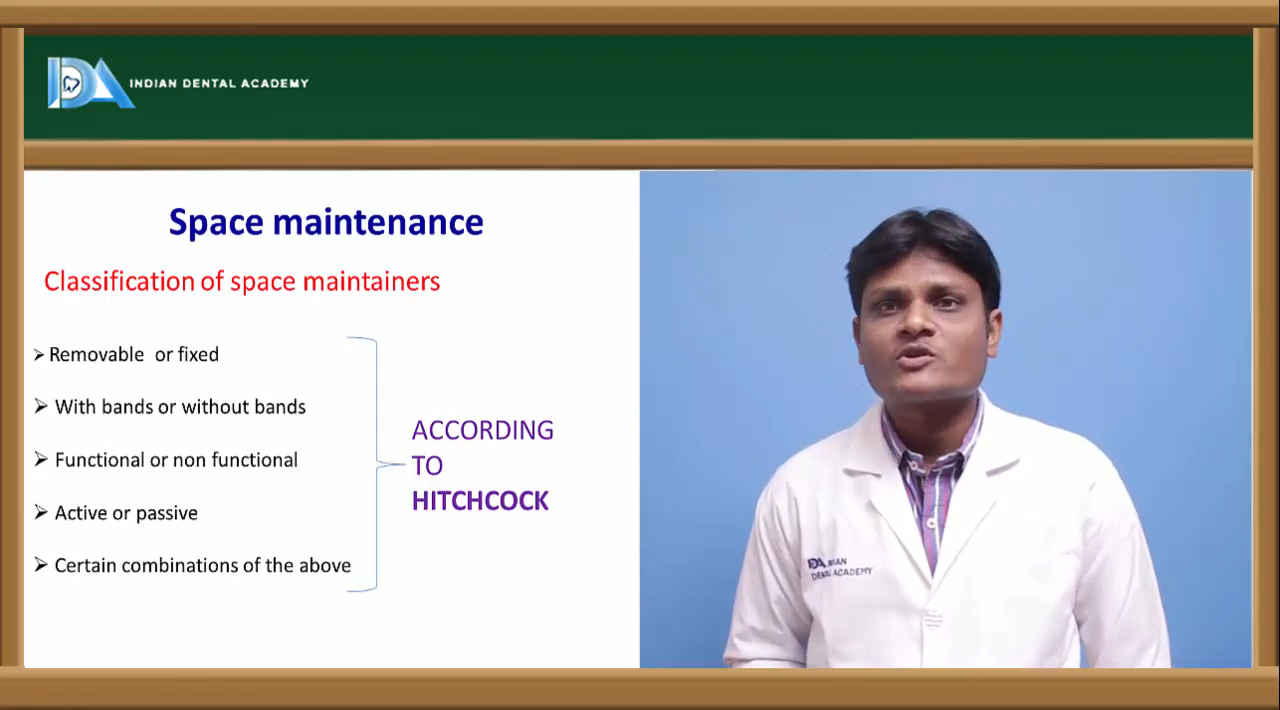 INDIAN DENTAL ACADEMY
Space maintenance
Classification of space maintainers
➢ Removable or fixed
➢ With bands or without bands
➢ Functional or non functional
➢ Active or passive
➢ Certain combinations of the above
ACCORDING
TO
HITCHCOCK
DENTAL ACADEMY